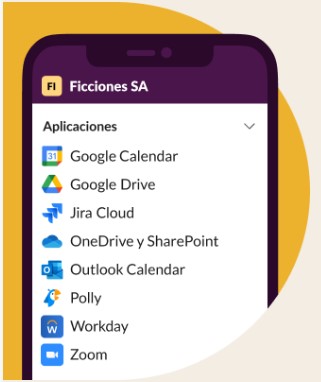 FI Ficciones SA
Aplicaciones
31 Google Calendar
Google Drive
Jira Cloud
OneDrive y SharePoint
Outlook Calendar
Polly
Workday
Zoom